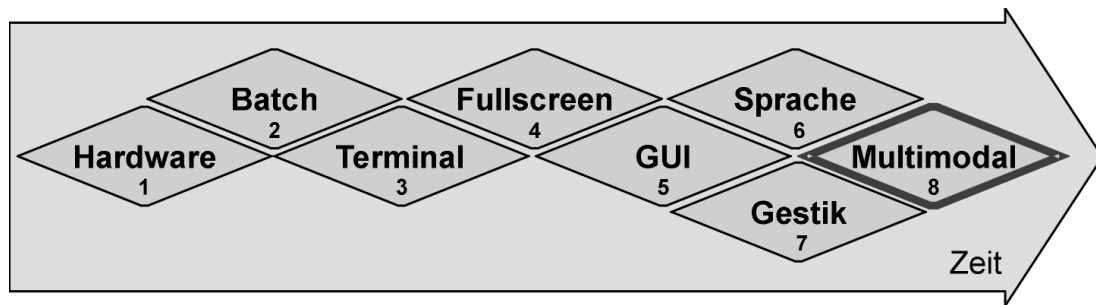 Hardware
1
Batch
2
Terminal
3
Fullscreen
4
GUI
5
Sprache
6
Gestik
7
Multimodal
8
Zeit